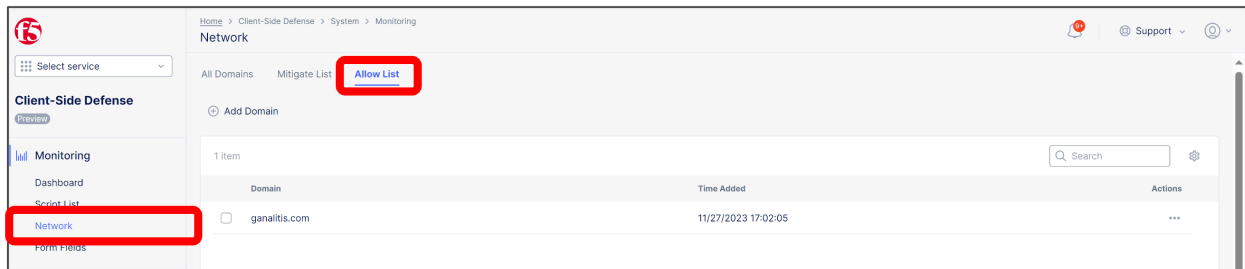 f5
Home > Client-Side Defense > System > Monitoring
Network
9+
Support
Select service
Client-Side Defense
Preview
Monitoring
Dashboard
Script List
Network
Form Fields
All Domains Mitigate List Allow List
Add Domain
1 item
Search
Domain Time Added Actions
ganalitis.com 11/27/2023 17:02:05